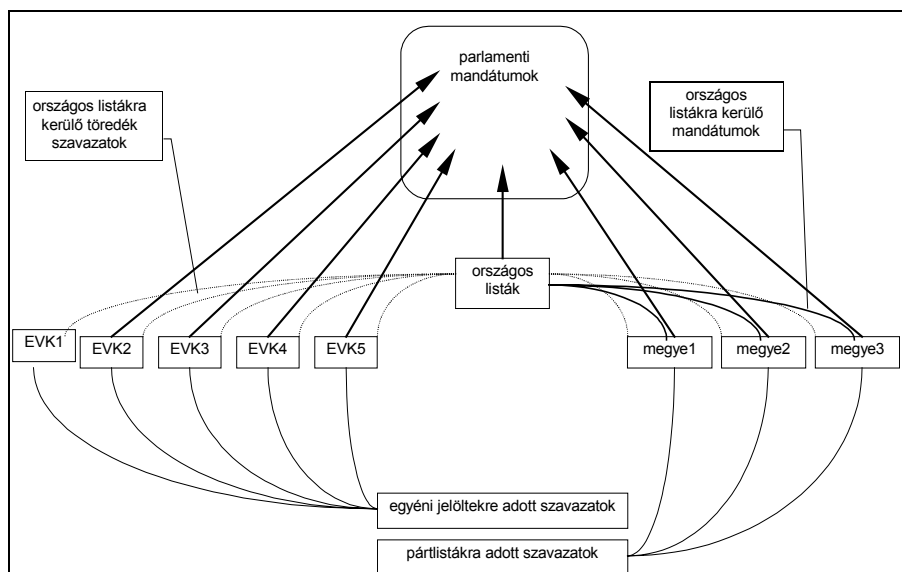 parlamenti
mandátumok
országos listákra
kerülő töredék
szavazatok
országos
listákra kerülő
mandátumok
országos
listák
EVK1
EVK2
EVK3
EVK4
EVK5
megye1
megye2
megye3
egyéni jelöltekre adott szavazatok
pártlistákra adott szavazatok